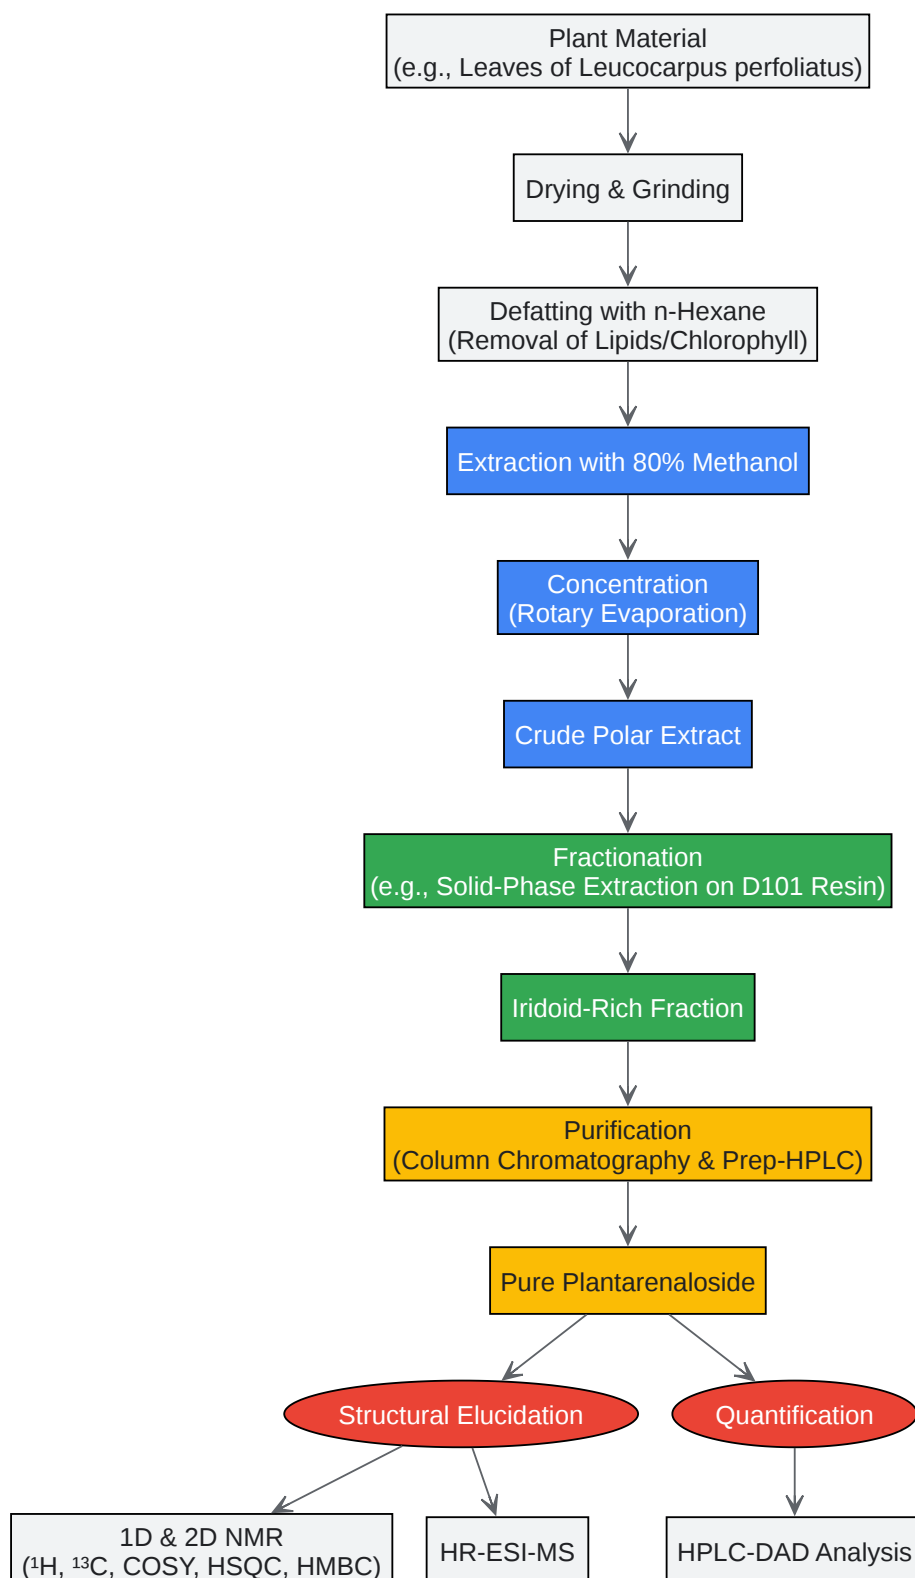 Plant Material
(e.g., Leaves of Leucocarpus perfoliatus)
Drying & Grinding
Defatting with n-Hexane
(Removal of Lipids/Chlorophyll)
Extraction with 80% Methanol
Concentration
(Rotary Evaporation)
Crude Polar Extract
Fractionation
(e.g., Solid-Phase Extraction on D101 Resin)
Iridoid-Rich Fraction
Purification
(Column Chromatography & Prep-HPLC)
Pure Plantarenaloside
Structural Elucidation
Quantification
1D & 2D NMR
(¹H, ¹³C, COSY, HSQC, HMBC)
HR-ESI-MS
HPLC-DAD Analysis